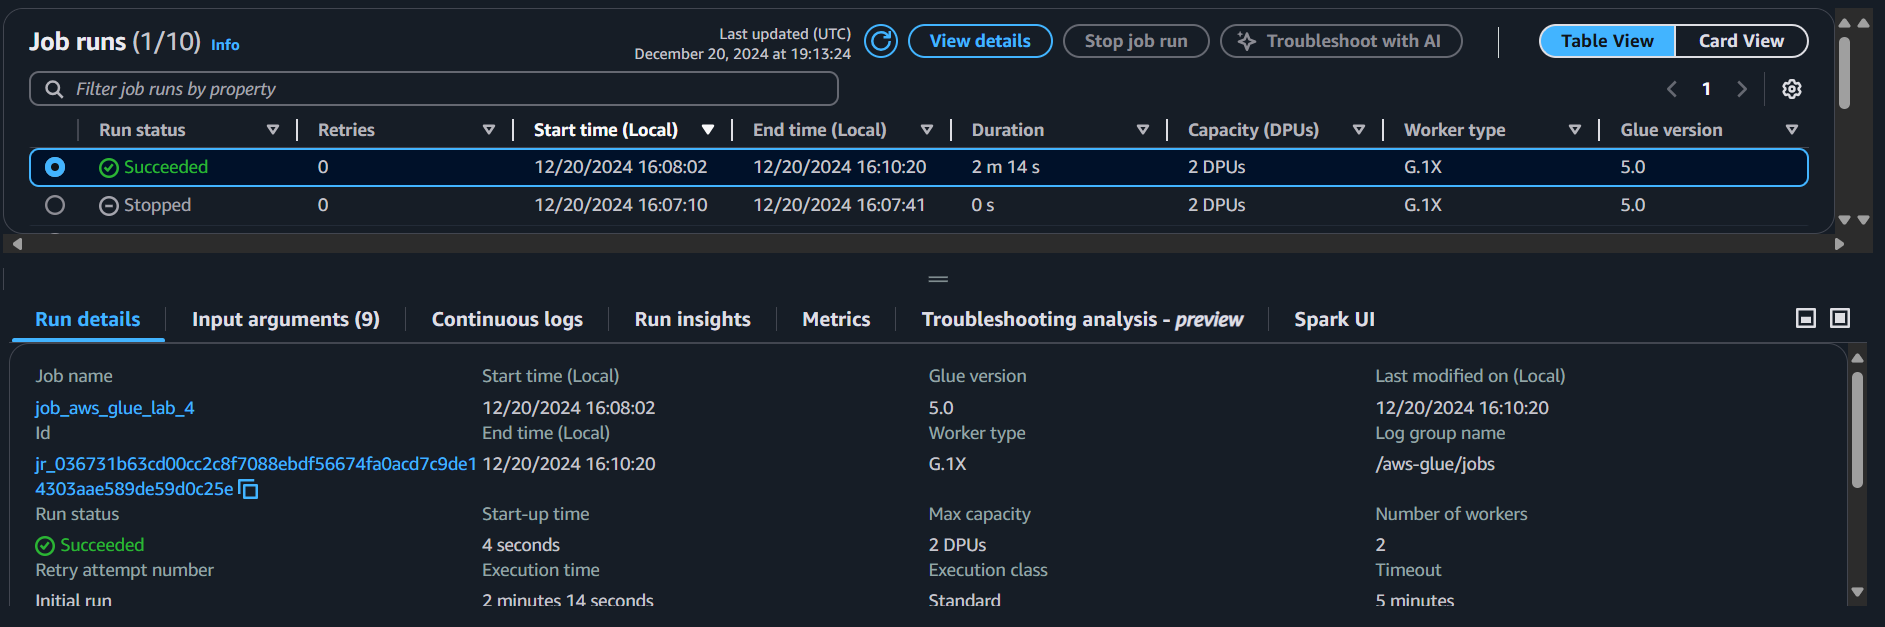 Job runs (1/10) Info
Last updated (UTC)
December 20, 2024 at 19:13:24
View details
Stop job run
Troubleshoot with AI
Table View
Card View
Filter job runs by property
1
Run status Retries Start time (Local) End time (Local) Duration Capacity (DPUs) Worker type Glue version
Succeeded 0 12/20/2024 16:08:02 12/20/2024 16:10:20 2 m 14 s 2 DPUs G.1X 5.0
Stopped 0 12/20/2024 16:07:10 12/20/2024 16:07:41 0 s 2 DPUs G.1X 5.0
Run details Input arguments (9) Continuous logs Run insights Metrics Troubleshooting analysis - preview Spark UI
Job name Start time (Local) Glue version Last modified on (Local)
job_aws_glue_lab_4 12/20/2024 16:08:02 5.0 12/20/2024 16:10:20
Id End time (Local) Worker type Log group name
jr_036731b63cd00cc2c8f7088ebdf56674fa0acd7c9de1 12/20/2024 16:10:20 G.1X /aws-glue/jobs
4303aae589de59d0c25e
Run status Start-up time Max capacity Number of workers
Succeeded 4 seconds 2 DPUs 2
Retry attempt number Execution time Execution class Timeout
Initial run 2 minutes 14 seconds Standard 5 minutes